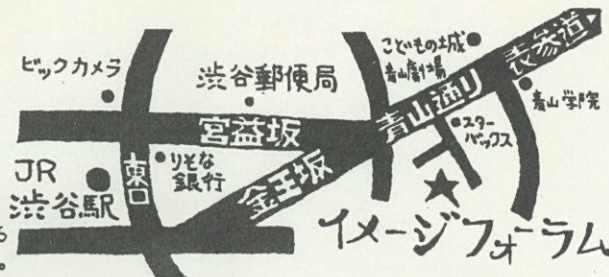 ビックカメラ
渋谷郵便局
こどもの城
青山劇場
表参道
青山通り
青山学院
スター
バックス
宮益坂
りそな
銀行
東口
金王坂
JR
渋谷駅
イメージフォーラム